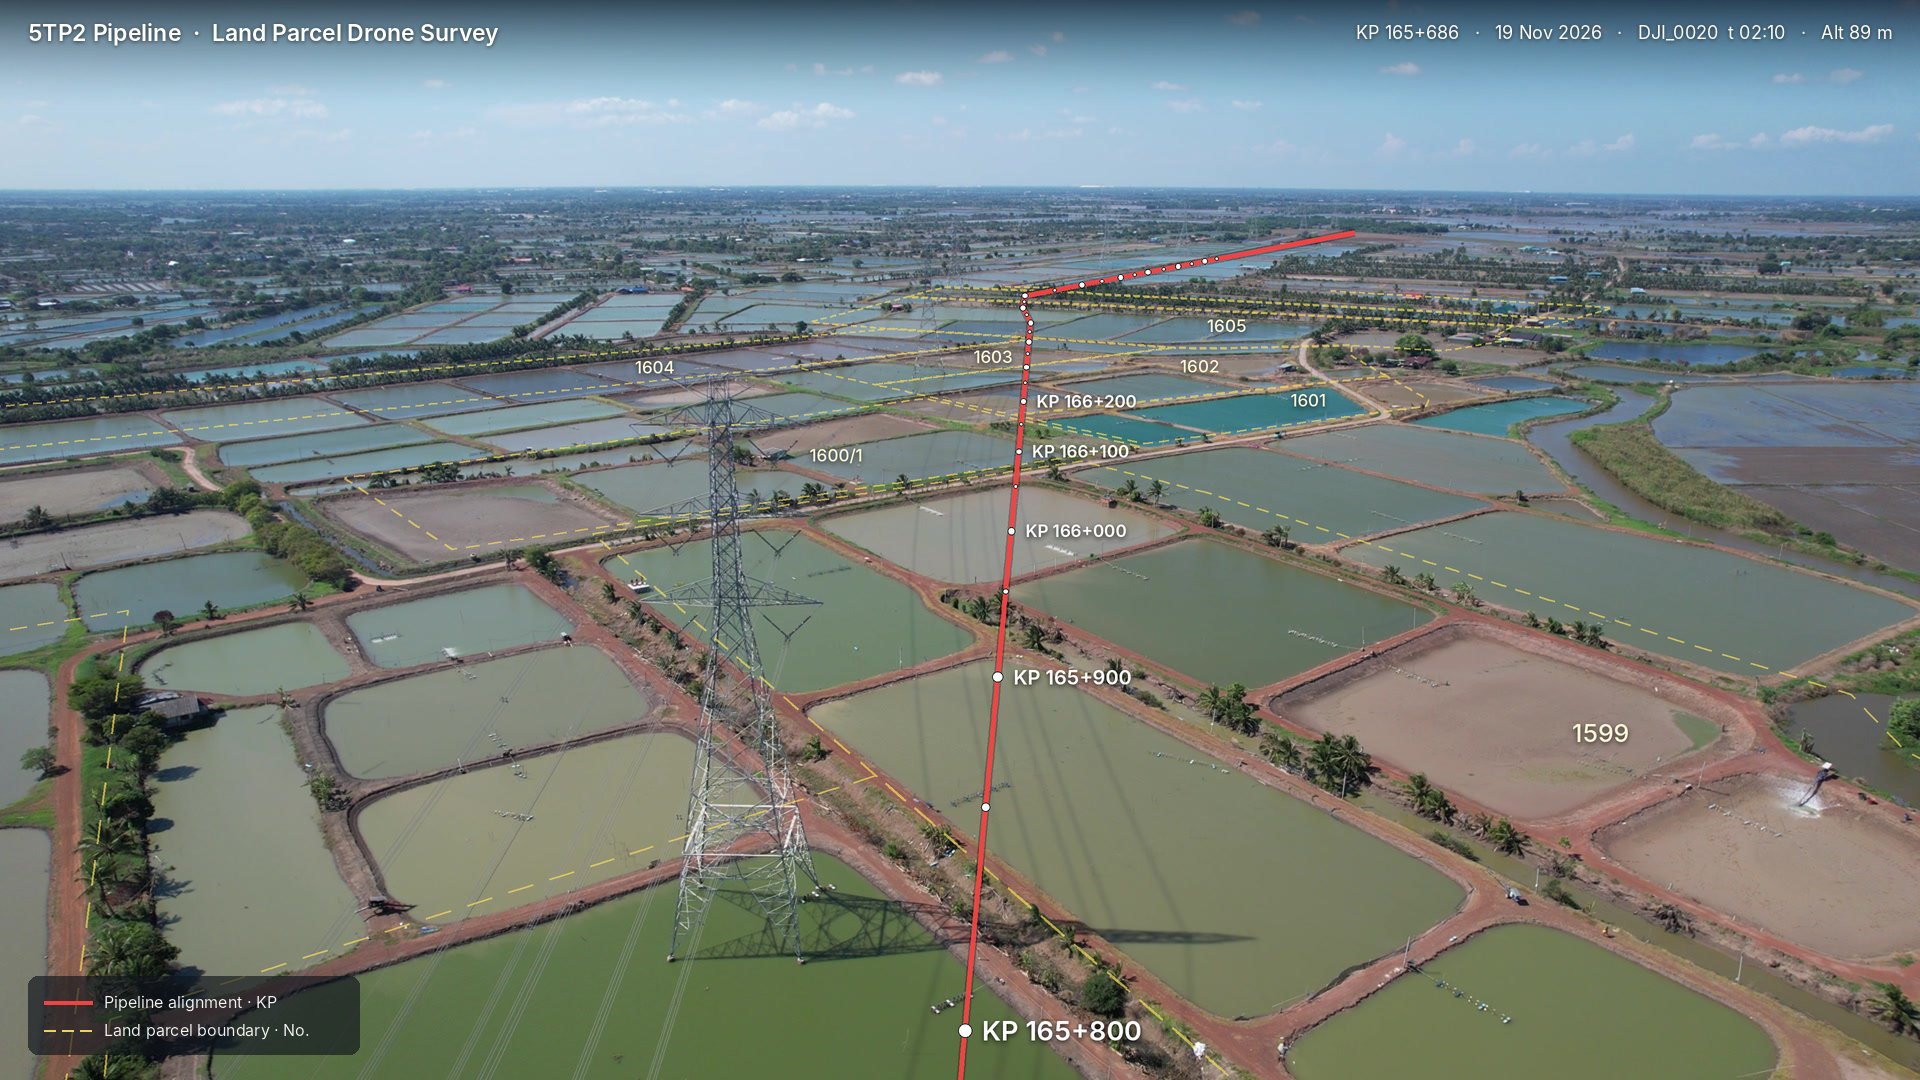 5TP2 Pipeline · Land Parcel Drone Survey
KP 165+686 · 19 Nov 2026 · DJI_0020 t 02:10 · Alt 89 m
1605
1603
1604
1602
1601
KP 166+200
KP 166+100
1600/1
KP 166+000
KP 165+900
1599
Pipeline alignment · KP
Land parcel boundary · No.
KP 165+800